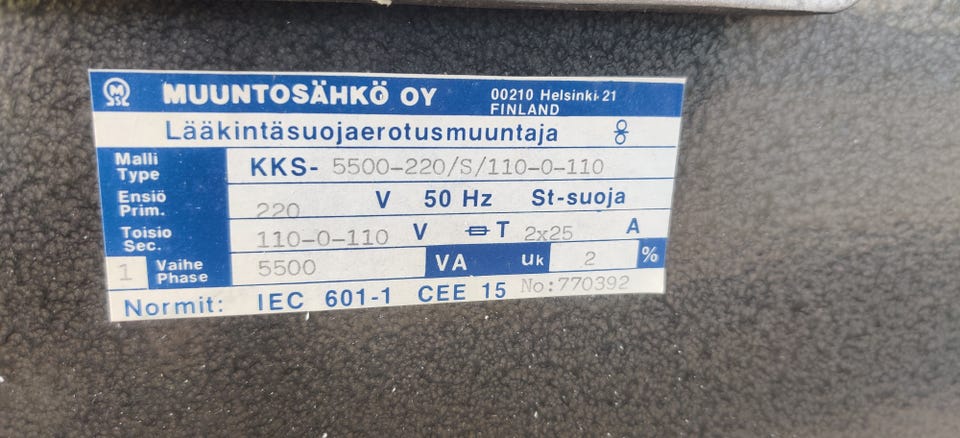 MUUNTOSÄHKÖ OY 00210 Helsinki 21
FINLAND
Lääkintäsuojaerotusmuuntaja
Malli
Type
KKS- 5500-220/S/110-0-110
Ensiö
Prim.
220 V 50 Hz St-suoja
Toisio
Sec.
110-0-110 V T 2x25 A
1 Vaihe
Phase
5500 VA uk 2 %
Normit: IEC 601-1 CEE 15 No:770392